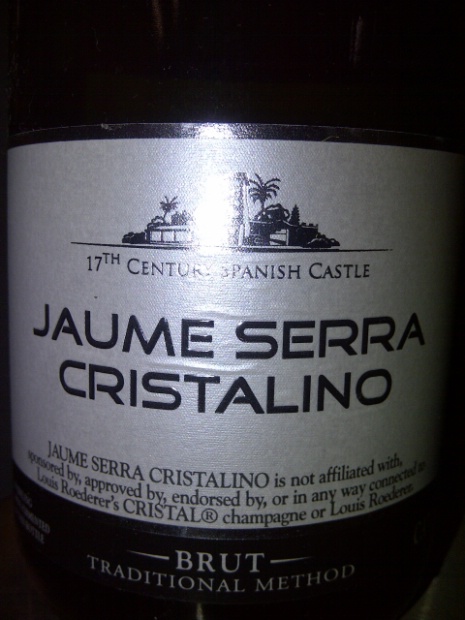 17TH CENTURY SPANISH CASTLE
JAUME SERRA
CRISTALINO
JAUME SERRA CRISTALINO is not affiliated with,
sponsored by, approved by, endorsed by, or in any way connected to
Louis Roederer's CRISTAL® champagne or Louis Roederer.
BRUT
TRADITIONAL METHOD